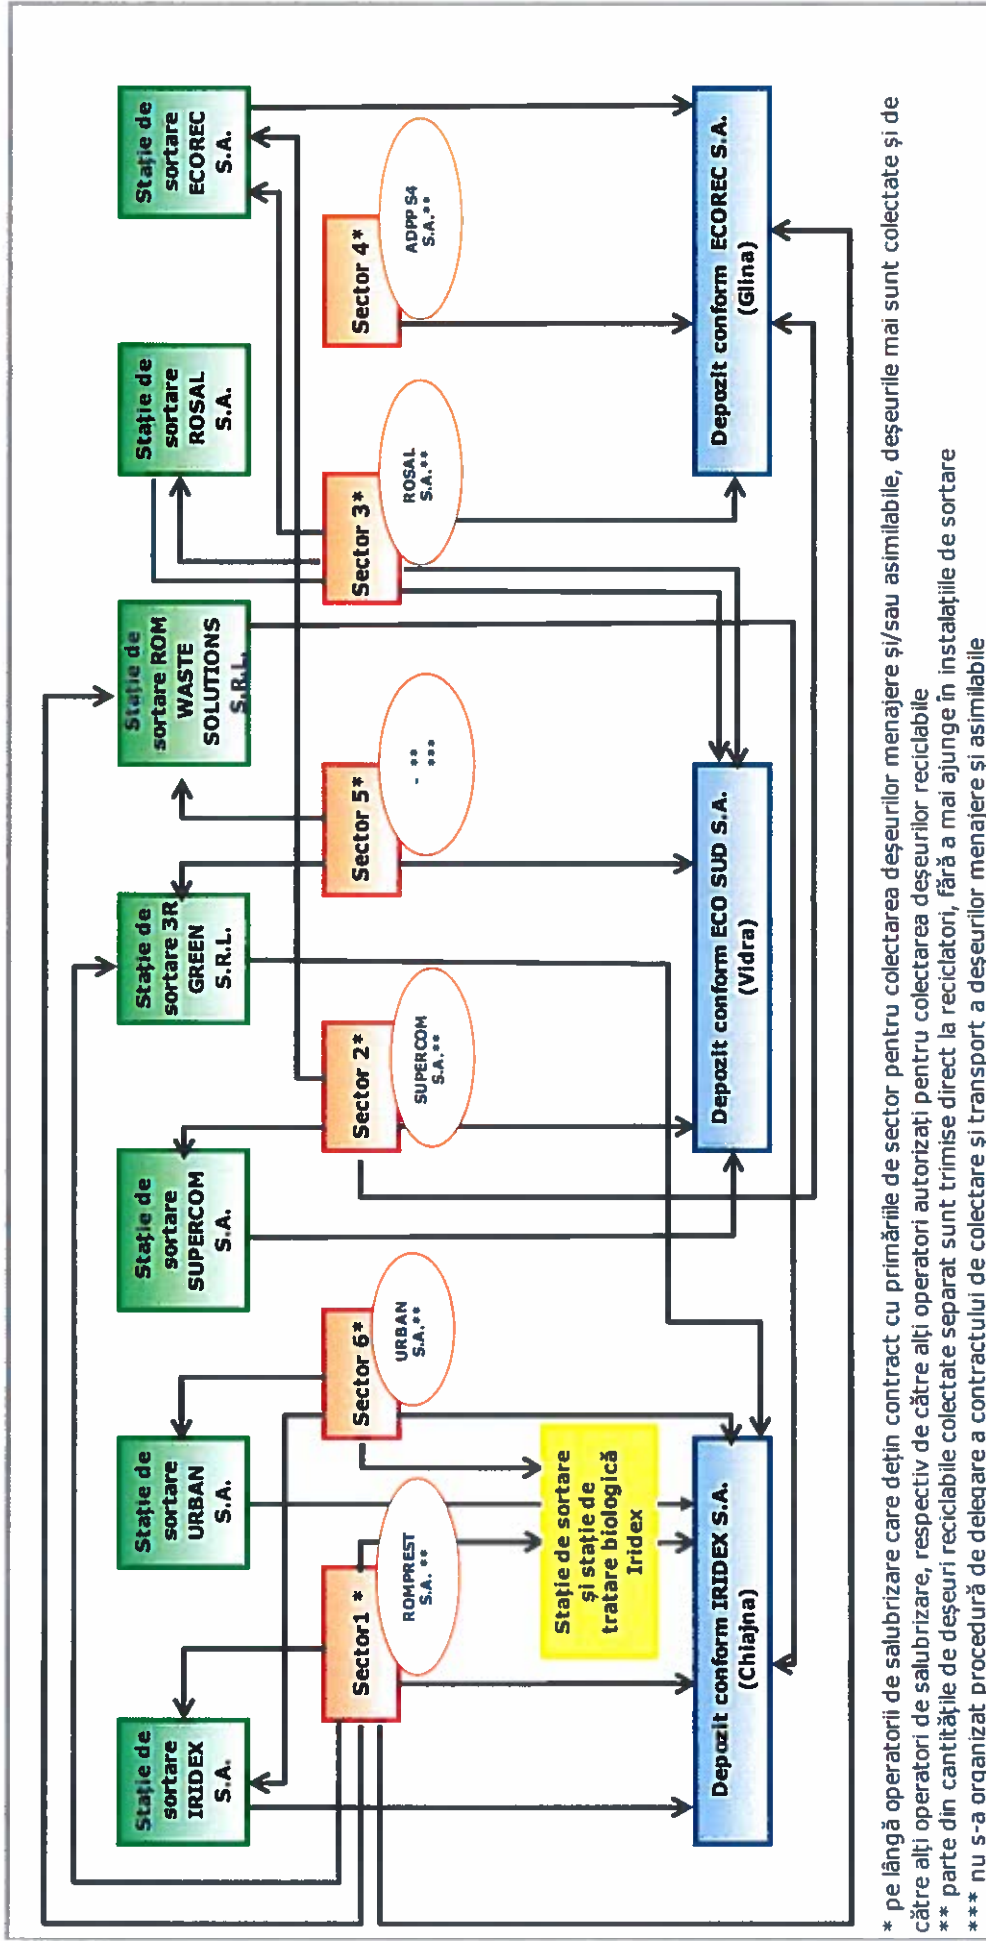 Stație de
sortare
IRIDEX
S.A.
Stație de
sortare
URBAN
S.A.
Stație de
sortare
SUPERCOM
S.A.
Stație de
sortare 3R
GREEN
S.R.L.
Stație de
sortare ROM
WASTE
SOLUTIONS
S.R.L.
Stație de
sortare
ROSAL
S.A.
Stație de
sortare
ECOREC
S.A.
Sector1 *
ROMPREST
S.A. **
Sector 6*
URBAN
S.A.**
Sector 2*
SUPERCOM
S.A.**
Sector 5*
- **
***
Sector 3*
ROSAL
S.A.**
Sector 4*
ADPP S4
S.A.**
Stație de sortare
și stație de
tratare biologică
Iridex
Depozit conform IRIDEX S.A.
(Chiajna)
Depozit conform ECO SUD S.A.
(Vidra)
Depozit conform ECOREC S.A.
(Glina)
* pe lângă operatorii de salubrizare care dețin contract cu primăriile de sector pentru colectarea deșeurilor menajere și/sau asimilabile, deșeurile mai sunt colectate și de
către alți operatori de salubrizare, respectiv de către alți operatori autorizați pentru colectarea deșeurilor reciclabile
** parte din cantitățile de deșeuri reciclabile colectate separat sunt trimise direct la reciclatori, fără a mai ajunge în instalațiile de sortare
*** nu s-a organizat procedură de delegare a contractului de colectare și transport a deșeurilor menajere și asimilabile